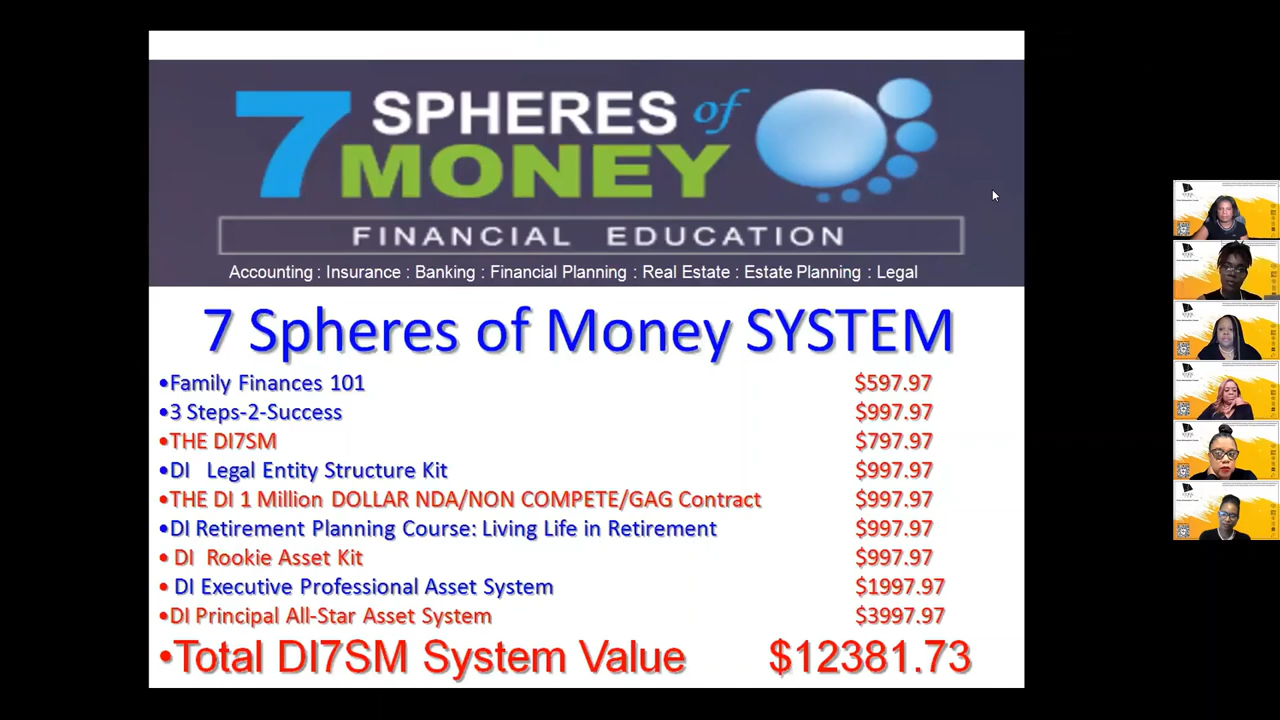 7 SPHERES of
MONEY
FINANCIAL EDUCATION
Accounting : Insurance : Banking : Financial Planning : Real Estate : Estate Planning : Legal
7 Spheres of Money SYSTEM
•Family Finances 101 $597.97
•3 Steps-2-Success $997.97
•THE DI7SM $797.97
•DI Legal Entity Structure Kit $997.97
•THE DI 1 Million DOLLAR NDA/NON COMPETE/GAG Contract $997.97
•DI Retirement Planning Course: Living Life in Retirement $997.97
• DI Rookie Asset Kit $997.97
• DI Executive Professional Asset System $1997.97
•DI Principal All-Star Asset System $3997.97
•Total DI7SM System Value $12381.73